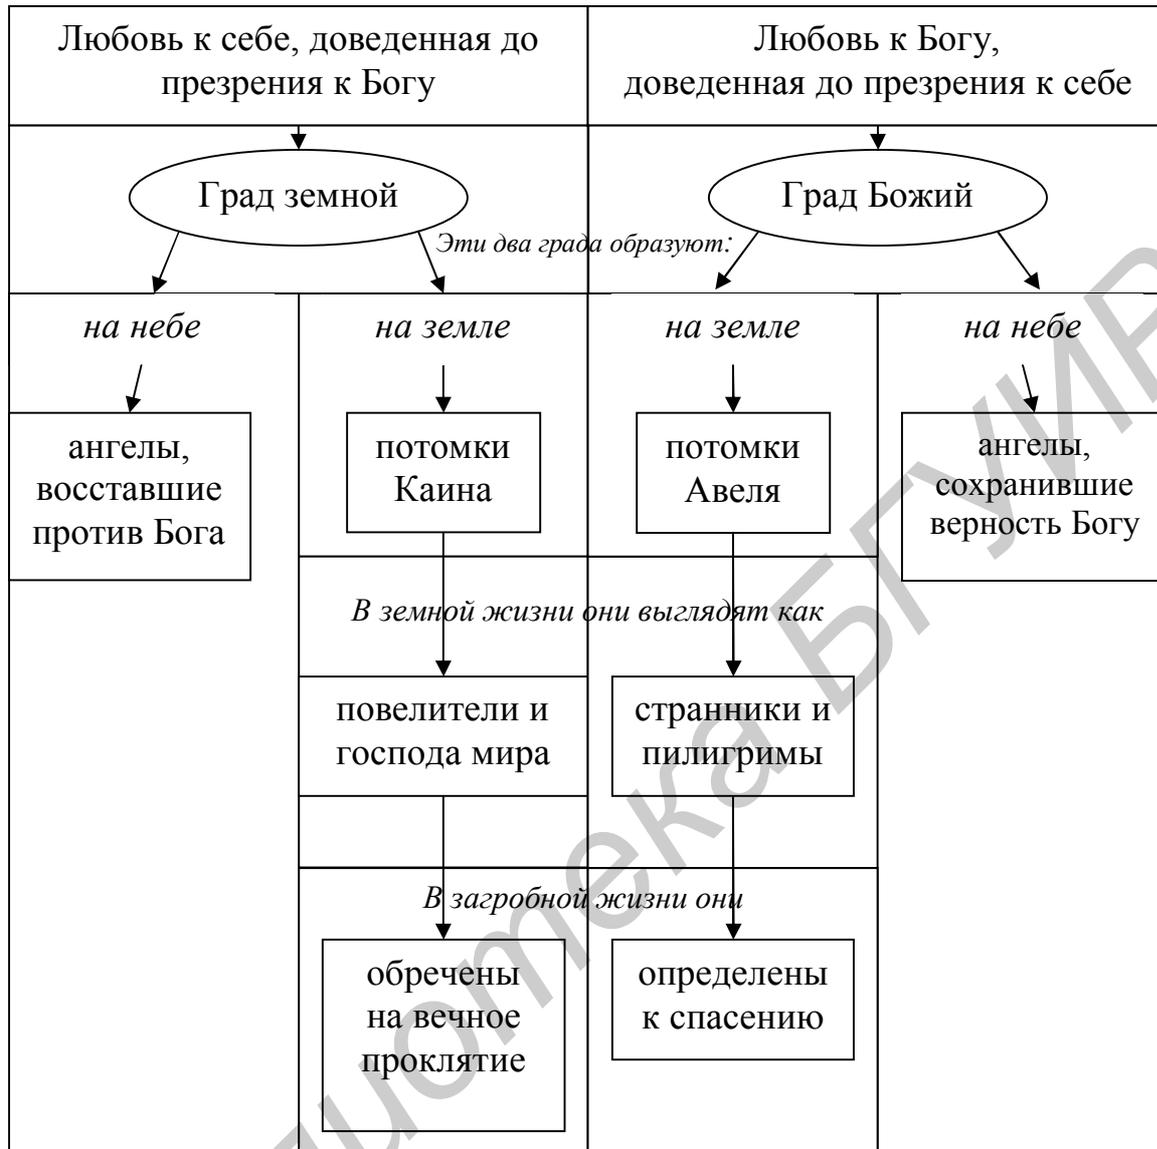 Любовь к себе, доведенная до
презрения к Богу
Любовь к Богу,
доведенная до презрения к себе
Град земной
Град Божий
Эти два града образуют:
на небе
на земле
на земле
на небе
ангелы,
восставшие
против Бога
потомки
Каина
потомки
Авеля
ангелы,
сохранившие
верность Богу
В земной жизни они выглядят как
повелители и
господа мира
странники и
пилигримы
В загробной жизни они
обречены
на вечное
проклятие
определены
к спасению